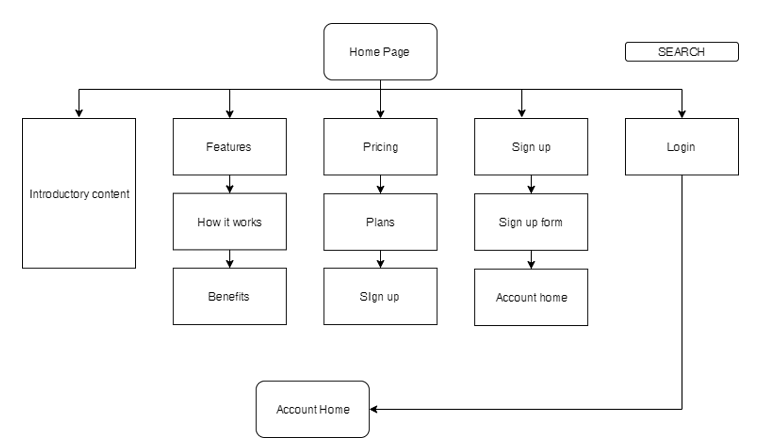 Home Page
SEARCH
Introductory content
Features
Pricing
Sign up
Login
How it works
Plans
Sign up form
Benefits
SIgn up
Account home
Account Home